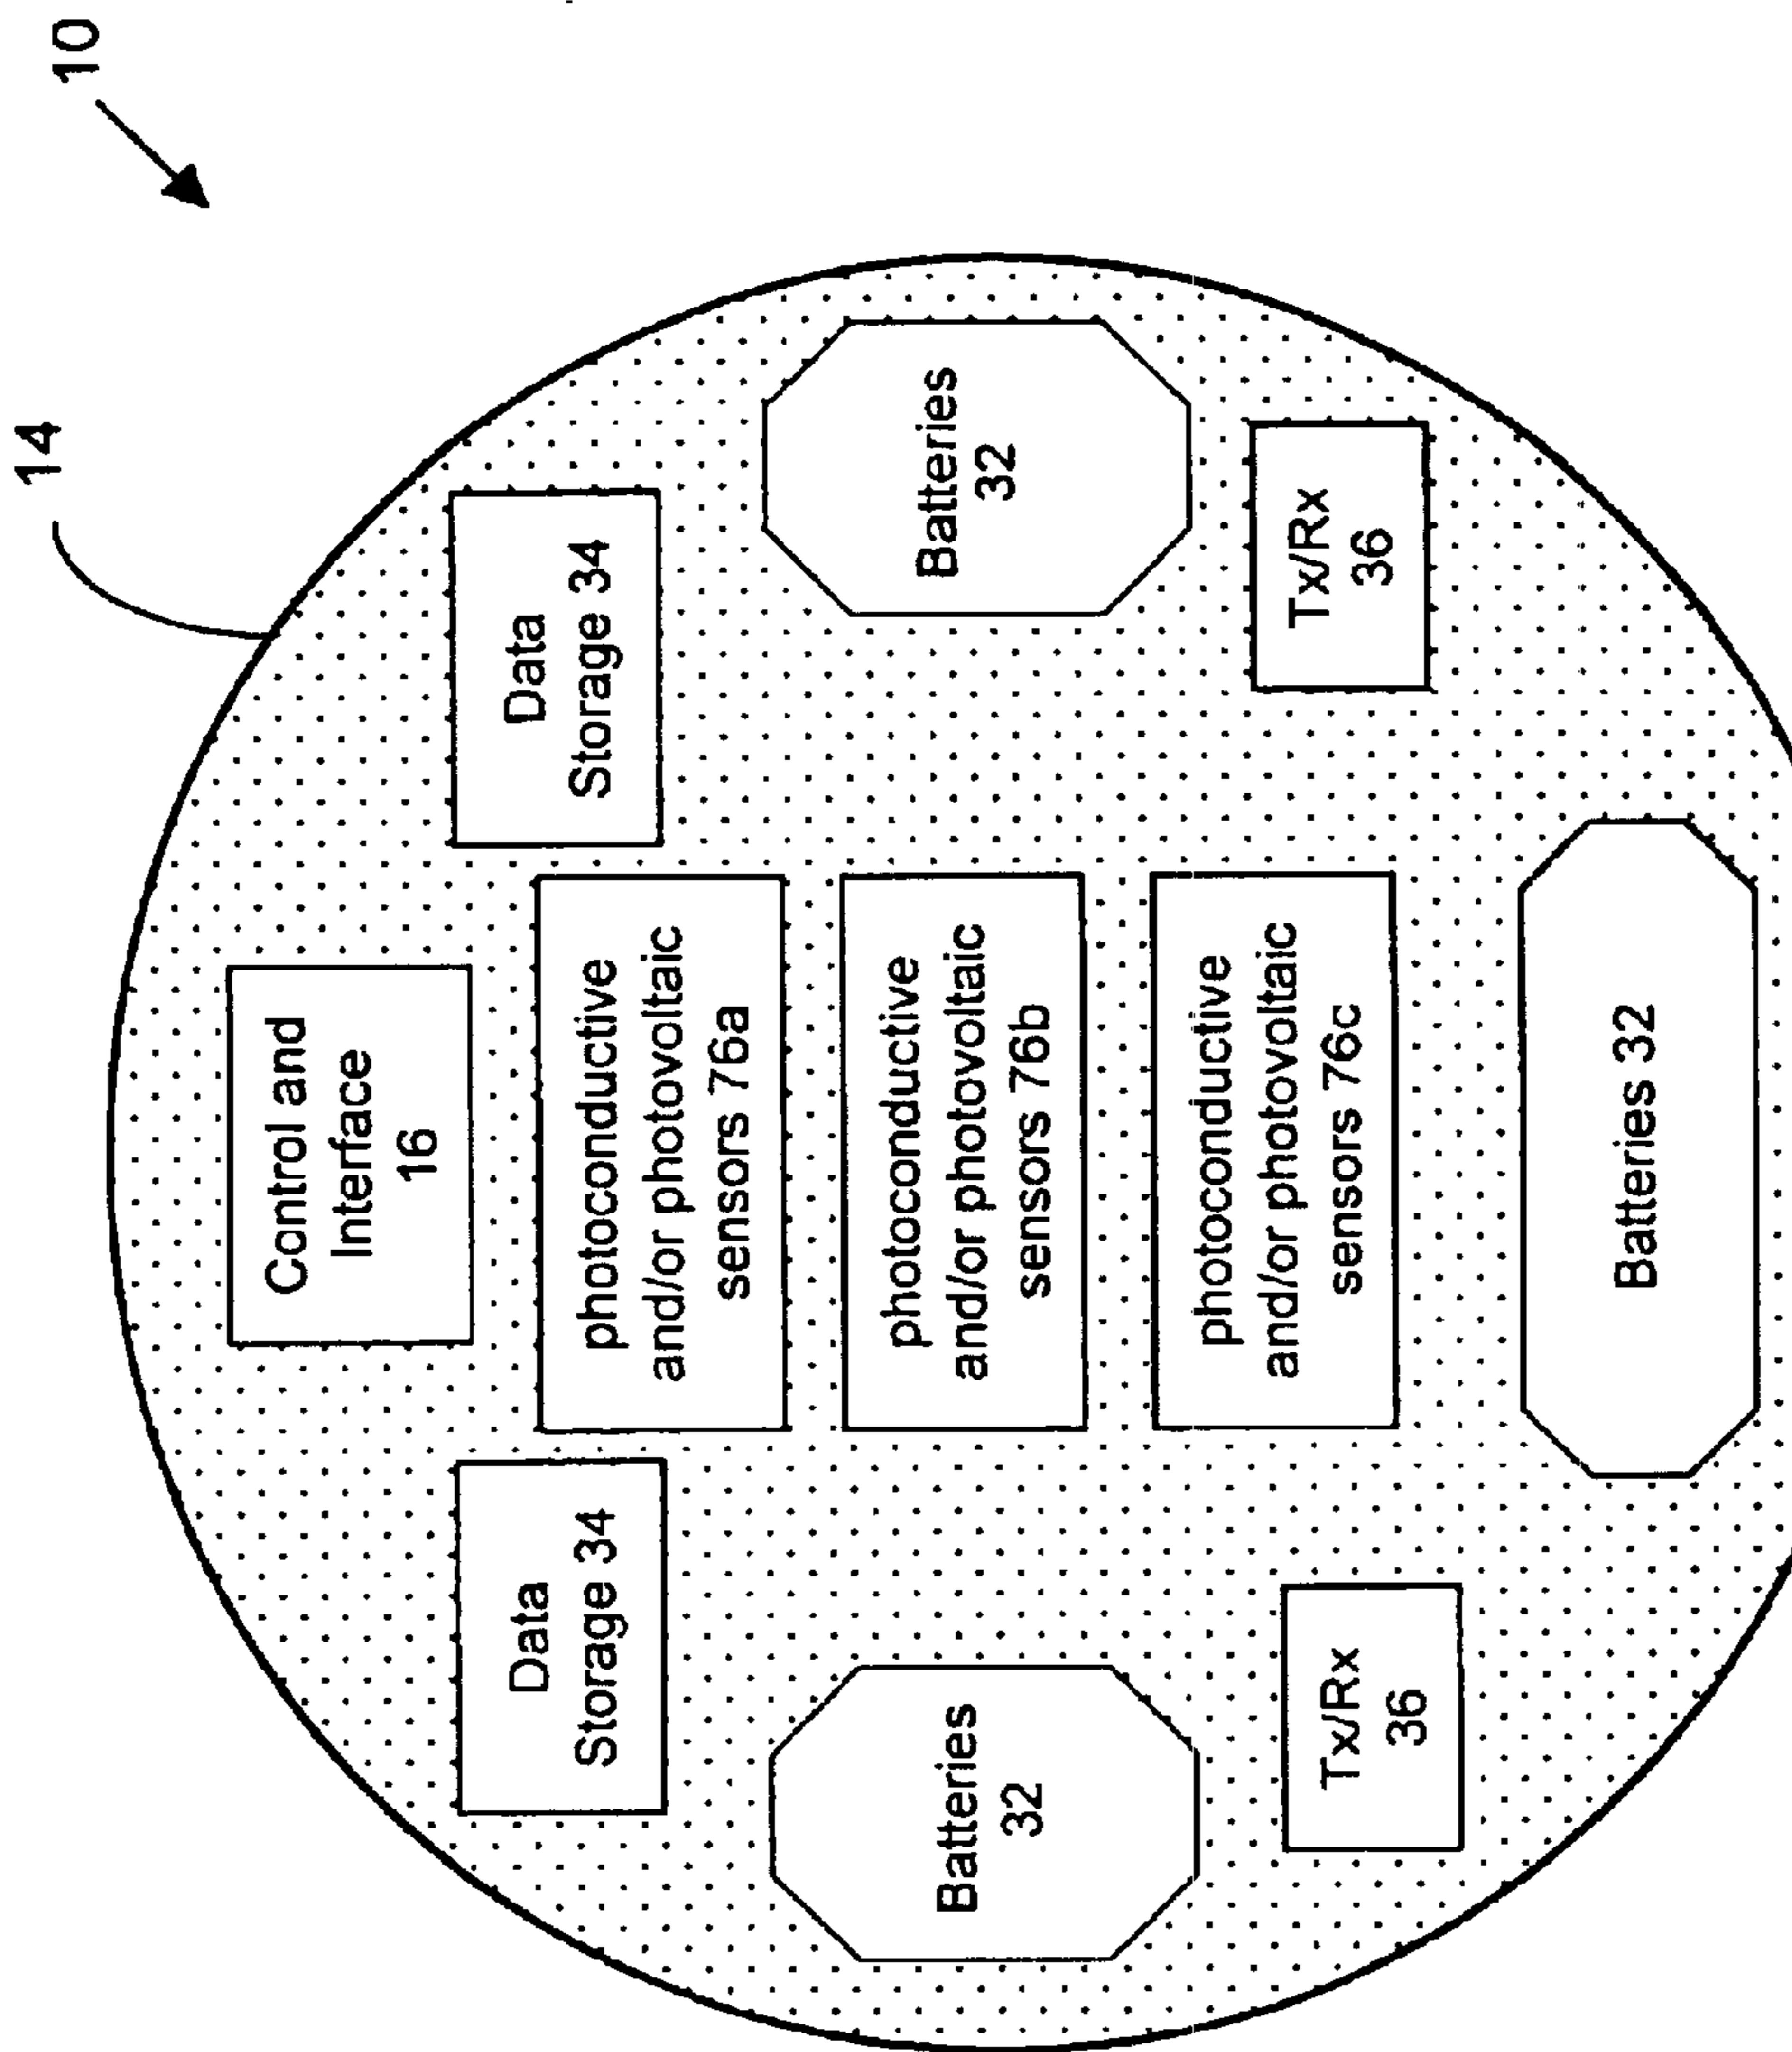 10
14
Control and
Interface
16
Data
Storage 34
Data
Storage 34
photoconductive
and/or photovoltaic
sensors 76a
photoconductive
and/or photovoltaic
sensors 76b
photoconductive
and/or photovoltaic
sensors 76c
Batteries
32
Batteries
32
Tx/Rx
36
Tx/Rx
36
Batteries 32